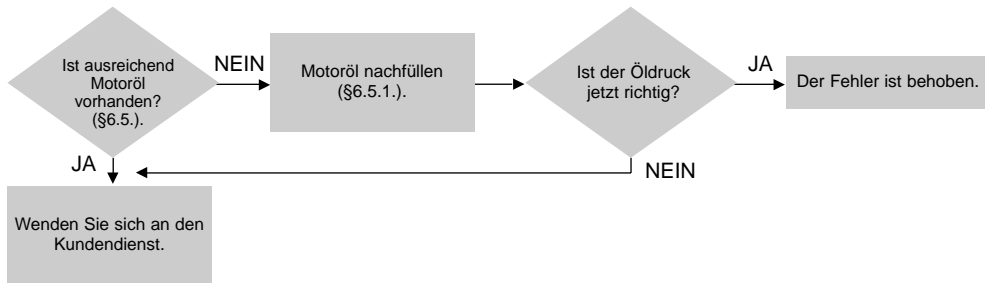 Ist ausreichend
Motoröl
vorhanden?
(§6.5.).
NEIN
Motoröl nachfüllen
(§6.5.1.).
Ist der Öldruck
jetzt richtig?
JA
Der Fehler ist behoben.
JA
NEIN
Wenden Sie sich an den
Kundendienst.